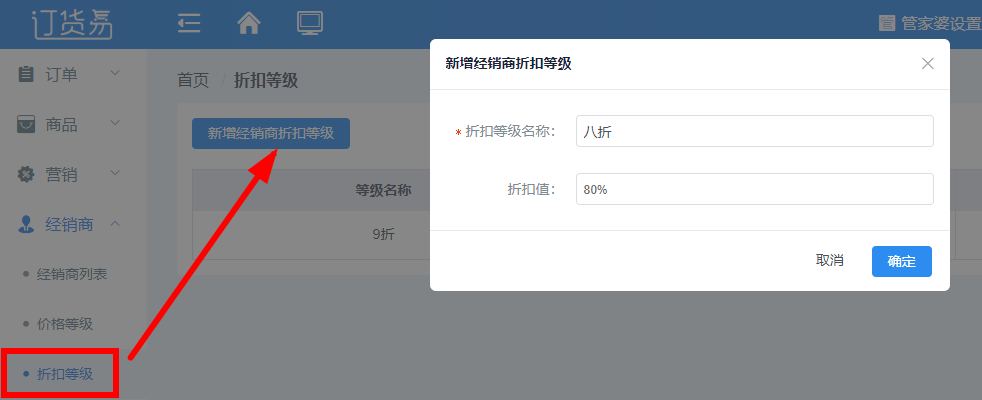 订货易
管家婆设置
订单
商品
营销
经销商
经销商列表
价格等级
折扣等级
首页 / 折扣等级
新增经销商折扣等级
等级名称
9折
新增经销商折扣等级
* 折扣等级名称： 八折
折扣值： 80%
取消 确定